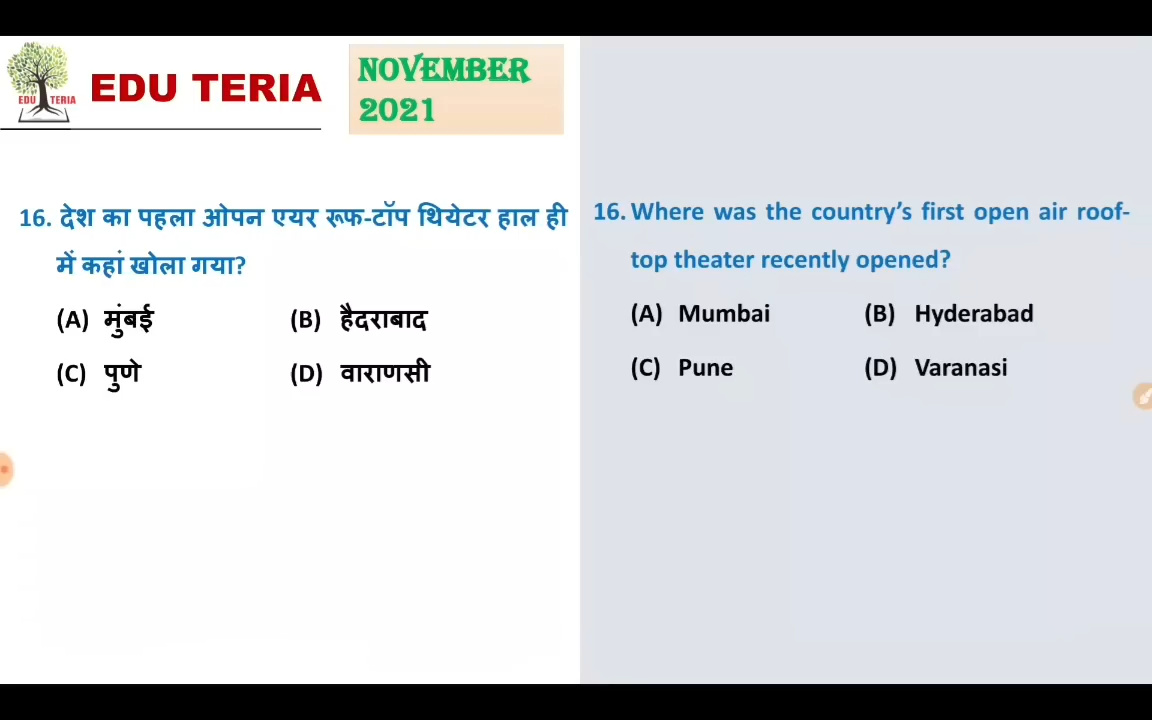 EDU TERIA
EDU TERIA
NOVEMBER
2021
16. देश का पहला ओपन एयर रूफ-टॉप थियेटर हाल ही
में कहां खोला गया?
(A) मुंबई (B) हैदराबाद
(C) पुणे (D) वाराणसी
16. Where was the country's first open air roof-
top theater recently opened?
(A) Mumbai (B) Hyderabad
(C) Pune (D) Varanasi